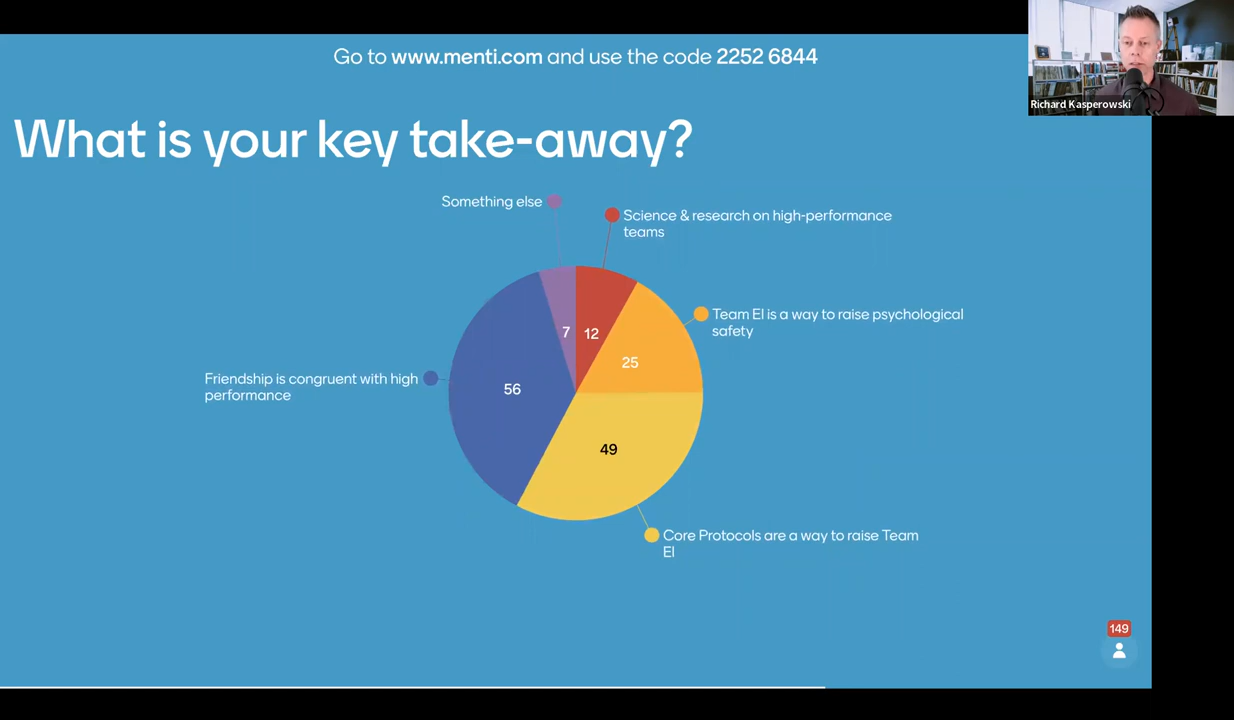 Go to www.menti.com and use the code 2252 6844
Richard Kasperowski
What is your key take-away?
Something else
Science & research on high-performance
teams
Team EI is a way to raise psychological
safety
7
12
25
Friendship is congruent with high
performance
56
49
Core Protocols are a way to raise Team
EI
149